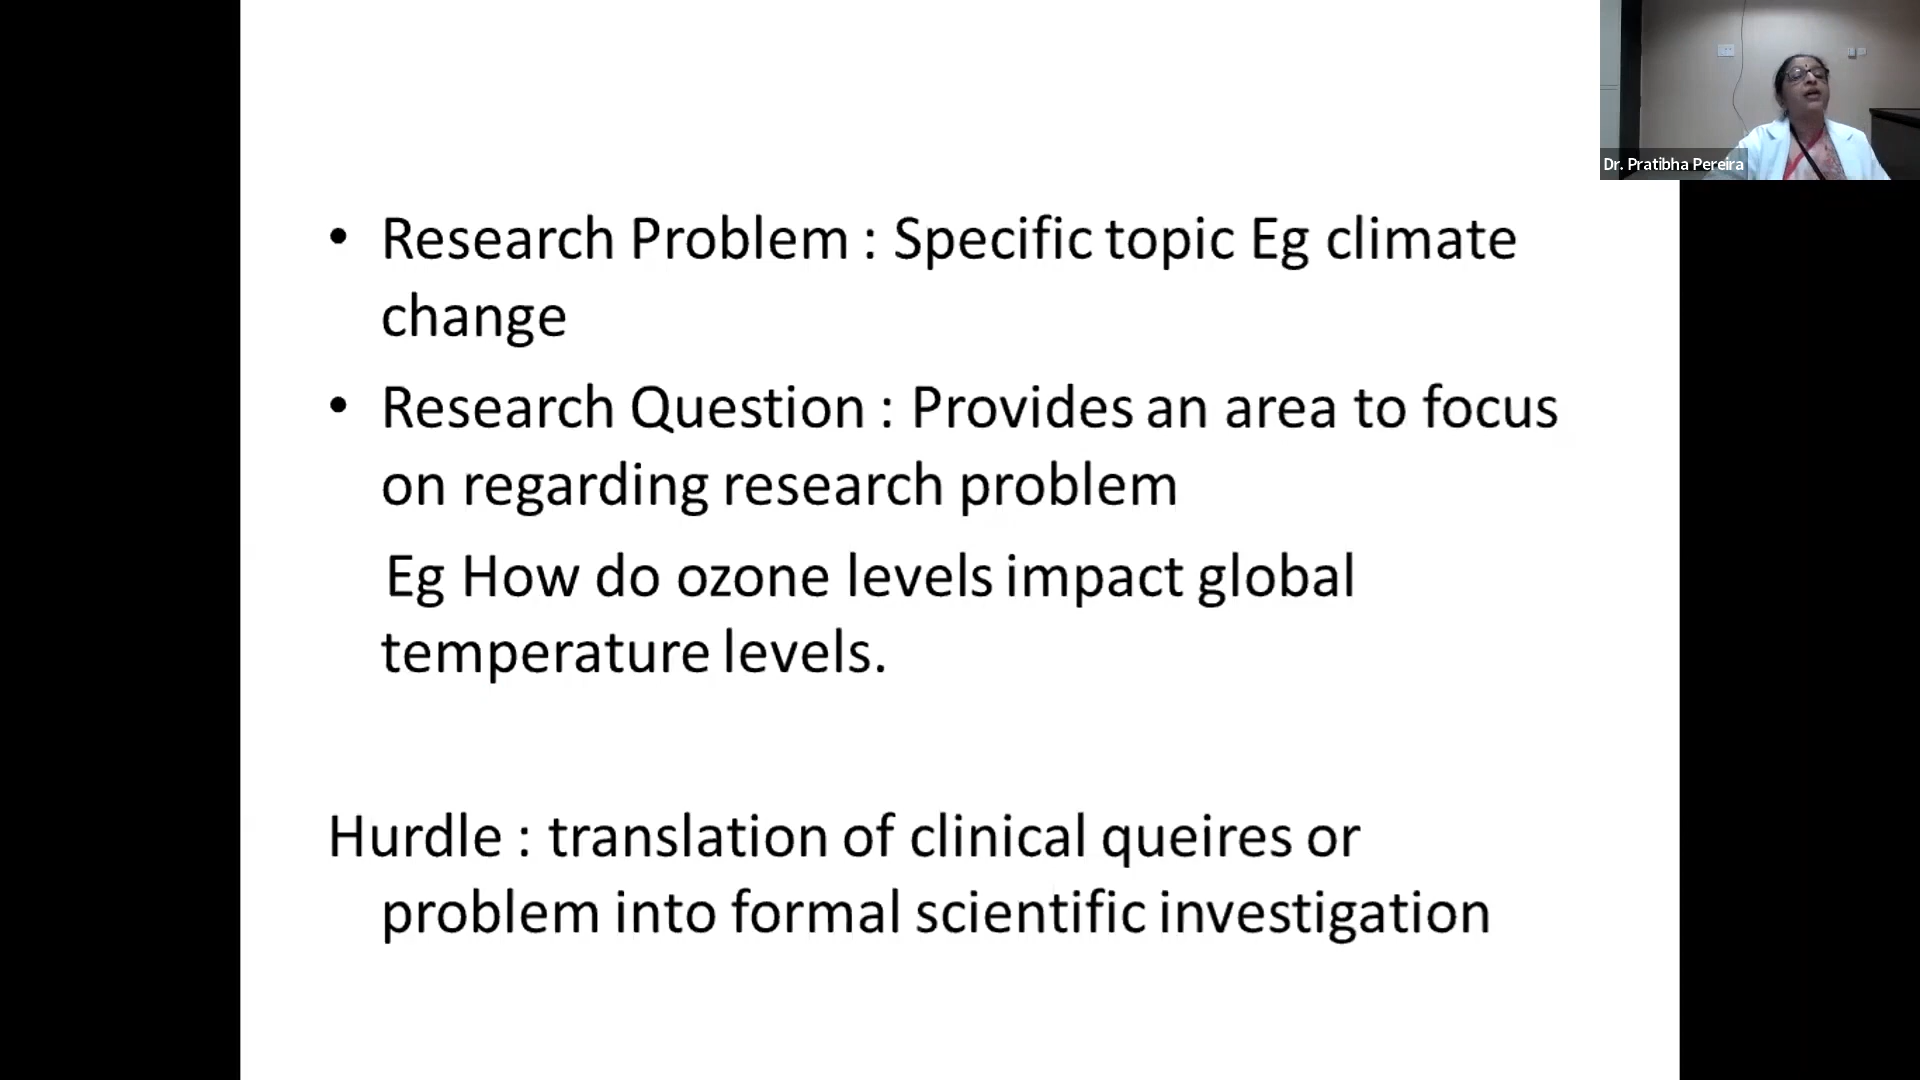 Dr. Pratibha Pereira
• Research Problem : Specific topic Eg climate
change
• Research Question : Provides an area to focus
on regarding research problem
Eg How do ozone levels impact global
temperature levels.
Hurdle : translation of clinical queires or
problem into formal scientific investigation